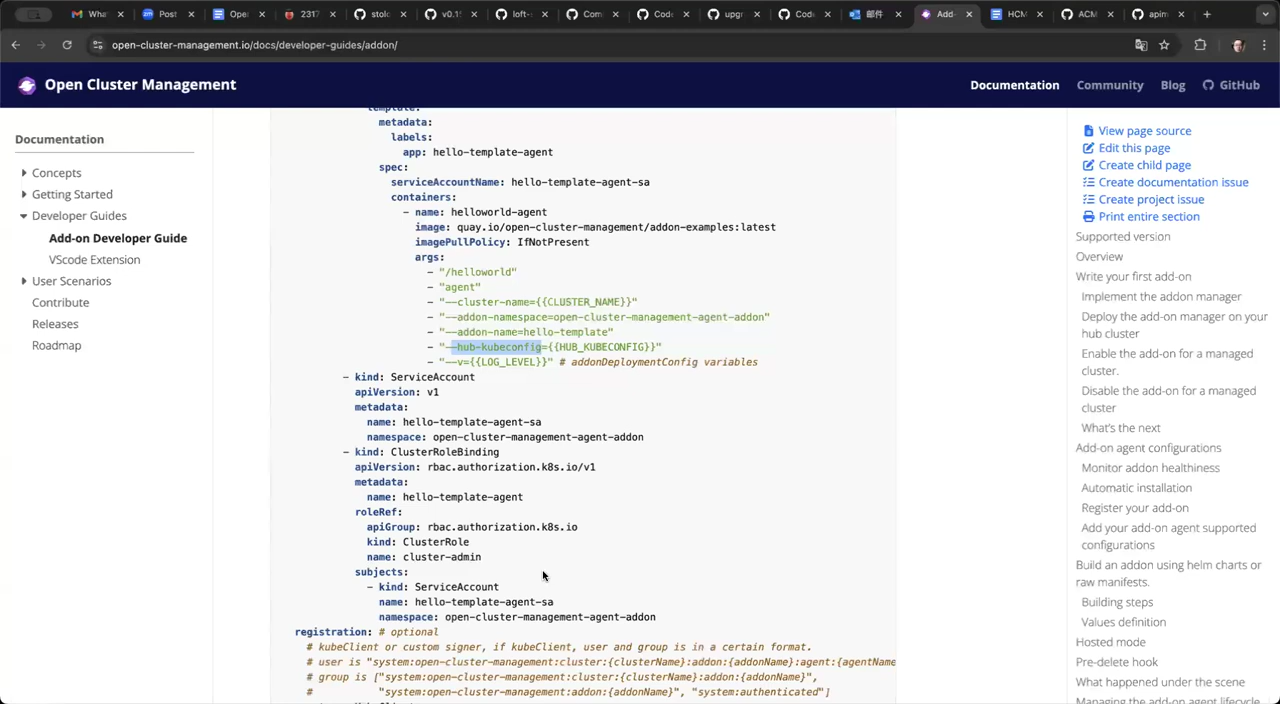 What
Post
Ope
2317
stolo
v0.15
loft-
Com
Code
upgr
Code
邮件
Add-
HCM
ACM
apim
open-cluster-management.io/docs/developer-guides/addon/
Open Cluster Management
Documentation
Community
Blog
GitHub
Documentation
Concepts
Getting Started
Developer Guides
Add-on Developer Guide
VScode Extension
User Scenarios
Contribute
Releases
Roadmap
template:
metadata:
labels:
app: hello-template-agent
spec:
serviceAccountName: hello-template-agent-sa
containers:
- name: helloworld-agent
image: quay.io/open-cluster-management/addon-examples:latest
imagePullPolicy: IfNotPresent
args:
- "/helloworld"
- "agent"
- "--cluster-name={{CLUSTER_NAME}}"
- "--addon-namespace=open-cluster-management-agent-addon"
- "--addon-name=hello-template"
- "--hub-kubeconfig={{HUB_KUBECONFIG}}"
- "--v={{LOG_LEVEL}}" # addonDeploymentConfig variables
- kind: ServiceAccount
apiVersion: v1
metadata:
name: hello-template-agent-sa
namespace: open-cluster-management-agent-addon
- kind: ClusterRoleBinding
apiVersion: rbac.authorization.k8s.io/v1
metadata:
name: hello-template-agent
roleRef:
apiGroup: rbac.authorization.k8s.io
kind: ClusterRole
name: cluster-admin
subjects:
- kind: ServiceAccount
name: hello-template-agent-sa
namespace: open-cluster-management-agent-addon
registration: # optional
# kubeClient or custom signer, if kubeClient, user and group is in a certain format.
# user is "system:open-cluster-management:cluster:{clusterName}:addon:{addonName}:agent:{agentName
# group is ["system:open-cluster-management:cluster:{clusterName}:addon:{addonName}",
# "system:open-cluster-management:addon:{addonName}", "system:authenticated"]
View page source
Edit this page
Create child page
Create documentation issue
Create project issue
Print entire section
Supported version
Overview
Write your first add-on
Implement the addon manager
Deploy the addon manager on your
hub cluster
Enable the add-on for a managed
cluster.
Disable the add-on for a managed
cluster
What's the next
Add-on agent configurations
Monitor addon healthiness
Automatic installation
Register your add-on
Add your add-on agent supported
configurations
Build an addon using helm charts or
raw manifests.
Building steps
Values definition
Hosted mode
Pre-delete hook
What happened under the scene
Managing the add-on agent lifecycle